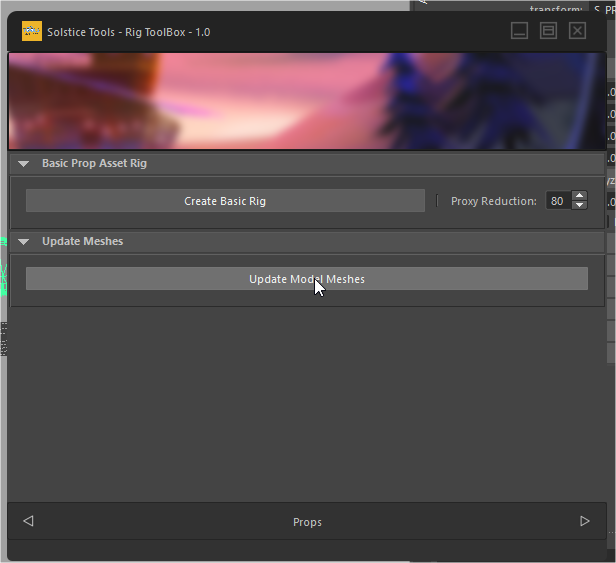 transform:
Solstice Tools - Rig ToolBox - 1.0
Basic Prop Asset Rig
Create Basic Rig
Proxy Reduction: 80
Update Meshes
Update Model Meshes
Props